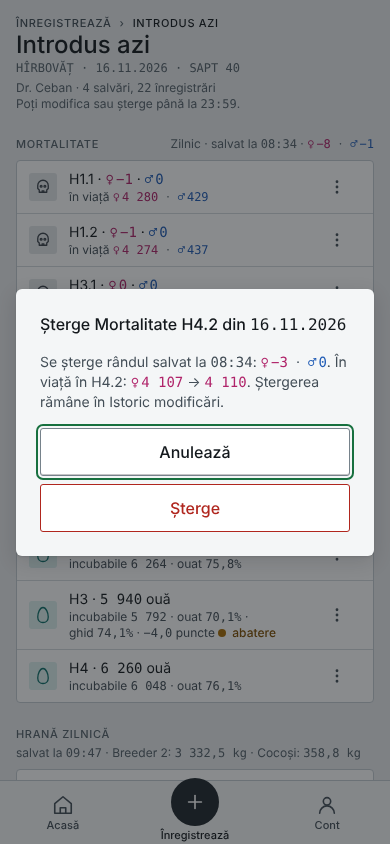 ÎNREGISTREAZĂ › INTRODUS AZI
Introdus azi
HÎRBOVĂȚ · 16.11.2026 · SAPT 40
Dr. Ceban · 4 salvări, 22 înregistrări
Poți modifica sau șterge până la 23:59.
MORTALITATE
Zilnic · salvat la 08:34 · ♀−8 · ♂−1
H1.1 · ♀−1 · ♂0
în viață ♀4 280 · ♂429
H1.2 · ♀−1 · ♂0
în viață ♀4 274 · ♂437
H3.1 · ♀0 · ♂0
Șterge Mortalitate H4.2 din 16.11.2026
Se șterge rândul salvat la 08:34: ♀−3 · ♂0. În
viață în H4.2: ♀4 107 → 4 110. Ștergerea
rămâne în Istoric modificări.
Anulează
Șterge
incubabile 6 264 · ouat 75,8%
H3 · 5 940 ouă
incubabile 5 792 · ouat 70,1% ·
ghid 74,1% · −4,0 puncte abatere
H4 · 6 260 ouă
incubabile 6 048 · ouat 76,1%
HRANĂ ZILNICĂ
salvat la 09:47 · Breeder 2: 3 332,5 kg · Cocoși: 358,8 kg
Acasă
Înregistrează
Cont